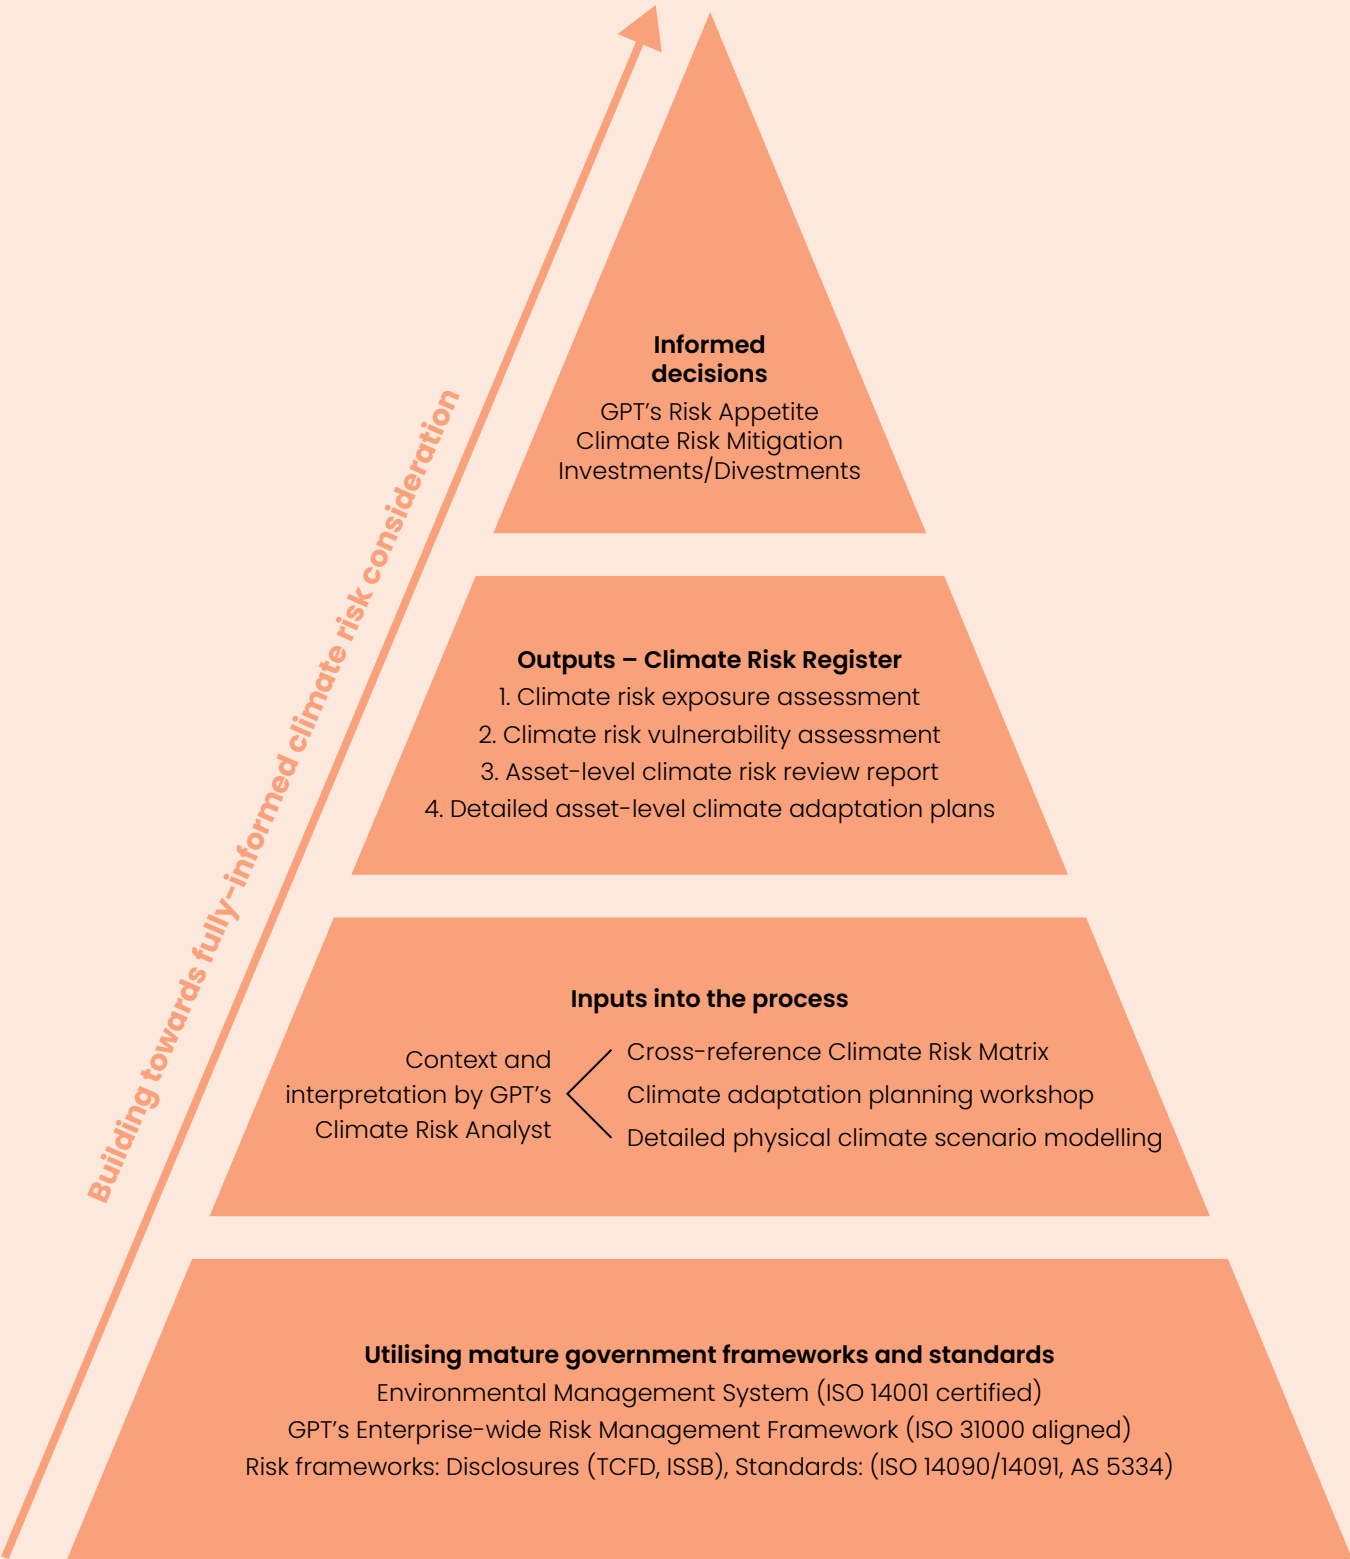 Building towards fully-informed climate risk consideration
Informed
decisions
GPT’s Risk Appetite
Climate Risk Mitigation
Investments/Divestments
Outputs – Climate Risk Register
1. Climate risk exposure assessment
2. Climate risk vulnerability assessment
3. Asset-level climate risk review report
4. Detailed asset-level climate adaptation plans
Inputs into the process
Context and
interpretation by GPT’s
Climate Risk Analyst
Cross-reference Climate Risk Matrix
Climate adaptation planning workshop
Detailed physical climate scenario modelling
Utilising mature government frameworks and standards
Environmental Management System (ISO 14001 certified)
GPT’s Enterprise-wide Risk Management Framework (ISO 31000 aligned)
Risk frameworks: Disclosures (TCFD, ISSB), Standards: (ISO 14090/14091, AS 5334)